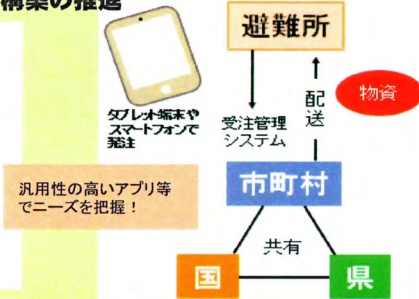 構築の推進
避難所
タブレット端末や
スマートフォンで
発注
受注管理
システム
配送
物資
汎用性の高いアプリ等
でニーズを把握！
市町村
共有
国
県